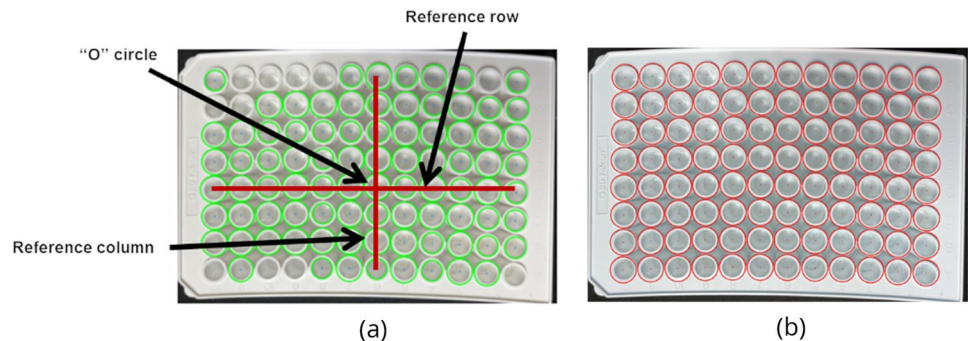 Reference row
“O” circle
Reference column
(a)
(b)